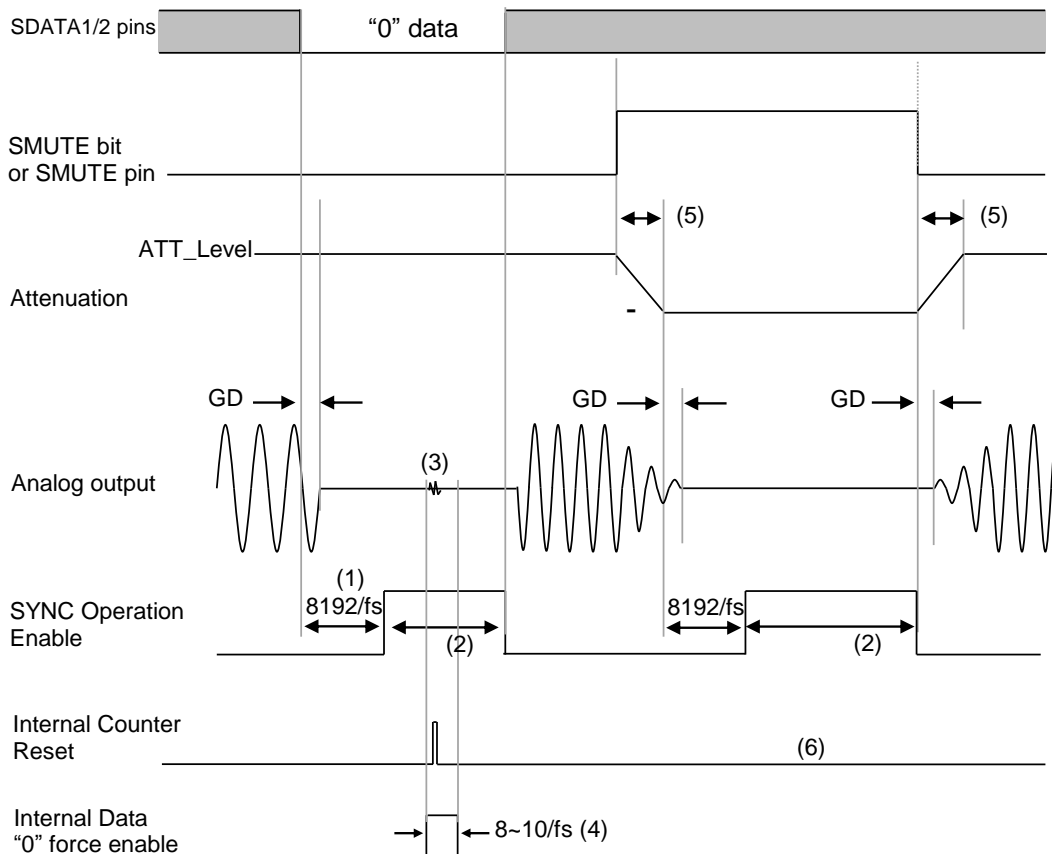 SDATA1/2 pins
“0” data
SMUTE bit
or SMUTE pin
(5)
(5)
ATT_Level
Attenuation
-
GD
GD
GD
(3)
Analog output
(1)
8192/fs
8192/fs
SYNC Operation
Enable
(2)
(2)
Internal Counter
Reset
(6)
Internal Data
“0” force enable
8~10/fs (4)